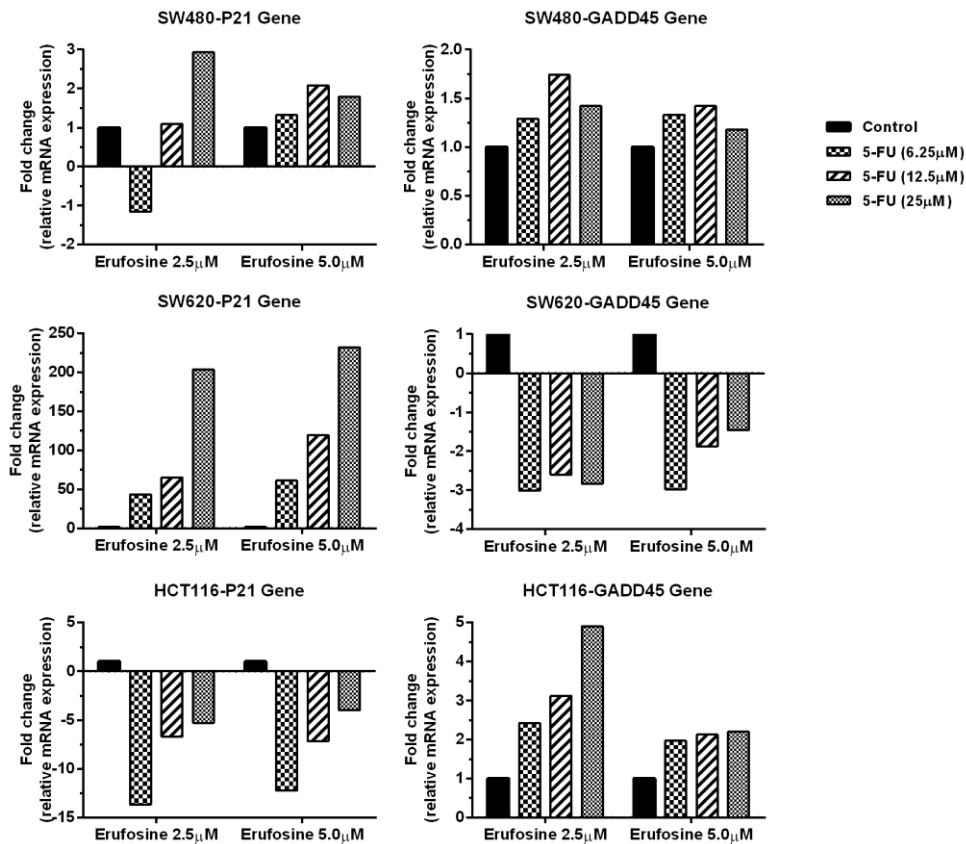 SW480-P21 Gene
Fold change
(relative mRNA expression)
3
2
1
0
-1
-2
Erufosine 2.5μM
Erufosine 5.0μM
SW480-GADD45 Gene
Fold change
(relative mRNA expression)
2.0
1.5
1.0
0.5
0.0
Erufosine 2.5μM
Erufosine 5.0μM
Control
5-FU (6.25μM)
5-FU (12.5μM)
5-FU (25μM)
SW620-P21 Gene
Fold change
(relative mRNA expression)
250
200
150
100
50
0
Erufosine 2.5μM
Erufosine 5.0μM
SW620-GADD45 Gene
Fold change
(relative mRNA expression)
1
0
-1
-2
-3
-4
Erufosine 2.5μM
Erufosine 5.0μM
HCT116-P21 Gene
Fold change
(relative mRNA expression)
5
0
-5
-10
-15
Erufosine 2.5μM
Erufosine 5.0μM
HCT116-GADD45 Gene
Fold change
(relative mRNA expression)
5
4
3
2
1
0
Erufosine 2.5μM
Erufosine 5.0μM